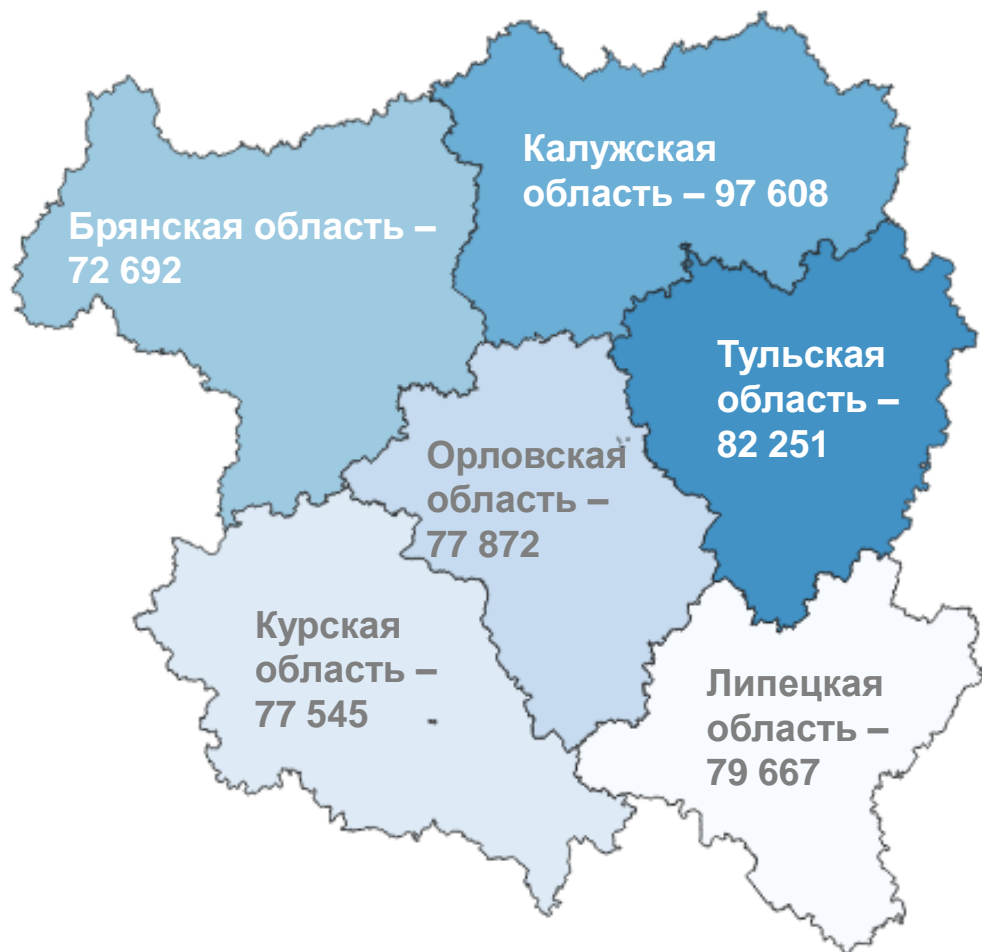 Калужская
область – 97 608
Брянская область –
72 692
Тульская
область –
82 251
Орловская
область –
77 872
Курская
область –
77 545
Липецкая
область –
79 667